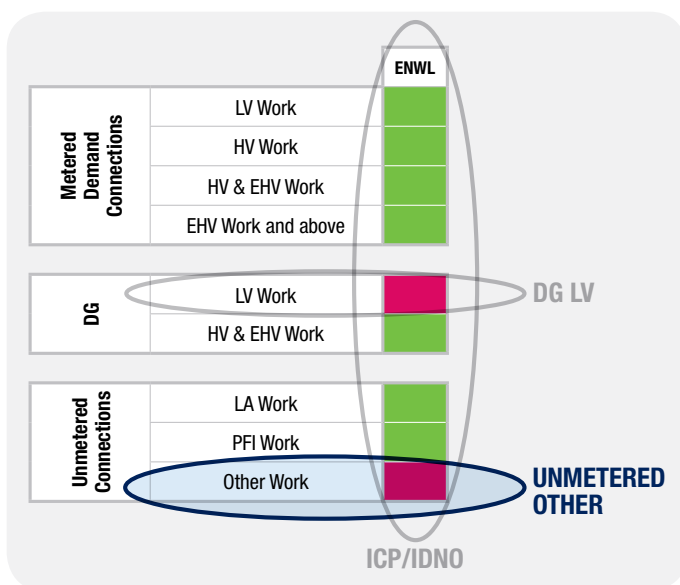 ENWL
Metered
Demand
Connections
LV Work
HV Work
HV & EHV Work
EHV Work and above
DG
LV Work
HV & EHV Work
DG LV
Unmetered
Connections
LA Work
PFI Work
Other Work
UNMETERED
OTHER
ICP/IDNO